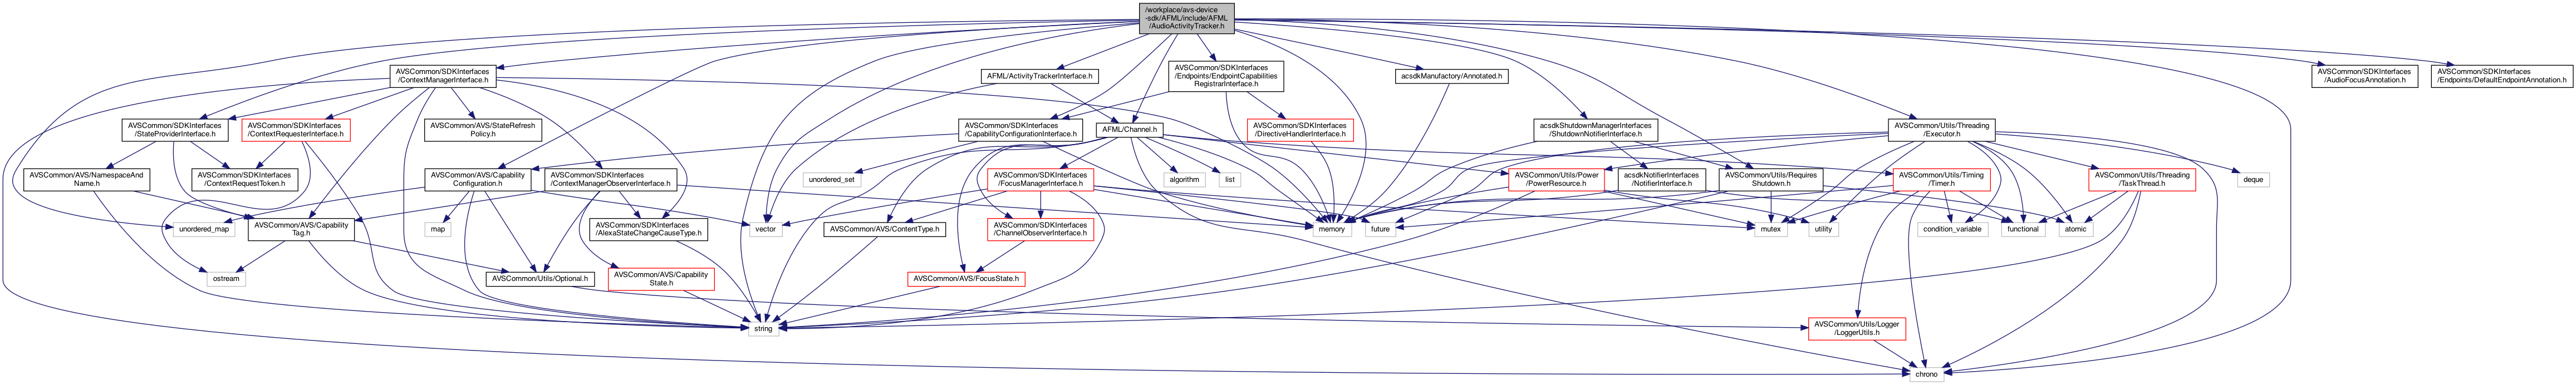 /workplace/avs-device
-sdk/AFML/include/AFML
/AudioActivityTracker.h
AVSCommon/SDKInterfaces
/ContextManagerInterface.h
AFML/ActivityTrackerInterface.h
AVSCommon/SDKInterfaces
/Endpoints/EndpointCapabilities
RegistrarInterface.h
acsdkManufactory/Annotated.h
AVSCommon/SDKInterfaces
/AudioFocusAnnotation.h
AVSCommon/SDKInterfaces
/Endpoints/DefaultEndpointAnnotation.h
AVSCommon/SDKInterfaces
/StateProviderInterface.h
AVSCommon/SDKInterfaces
/ContextRequesterInterface.h
AVSCommon/AVS/StateRefresh
Policy.h
AVSCommon/SDKInterfaces
/CapabilityConfigurationInterface.h
AFML/Channel.h
AVSCommon/SDKInterfaces
/DirectiveHandlerInterface.h
acsdkShutdownManagerInterfaces
/ShutdownNotifierInterface.h
AVSCommon/Utils/Threading
/Executor.h
AVSCommon/AVS/NamespaceAnd
Name.h
AVSCommon/SDKInterfaces
/ContextRequestToken.h
AVSCommon/AVS/Capability
Configuration.h
AVSCommon/SDKInterfaces
/ContextManagerObserverInterface.h
unordered_set
AVSCommon/SDKInterfaces
/FocusManagerInterface.h
algorithm
list
AVSCommon/Utils/Power
/PowerResource.h
acsdkNotifierInterfaces
/NotifierInterface.h
AVSCommon/Utils/Requires
Shutdown.h
AVSCommon/Utils/Timing
/Timer.h
AVSCommon/Utils/Threading
/TaskThread.h
deque
unordered_map
AVSCommon/AVS/Capability
Tag.h
map
AVSCommon/SDKInterfaces
/AlexaStateChangeCauseType.h
vector
AVSCommon/AVS/ContentType.h
AVSCommon/SDKInterfaces
/ChannelObserverInterface.h
memory
future
mutex
utility
condition_variable
functional
atomic
ostream
AVSCommon/Utils/Optional.h
AVSCommon/AVS/Capability
State.h
AVSCommon/AVS/FocusState.h
string
AVSCommon/Utils/Logger
/LoggerUtils.h
chrono